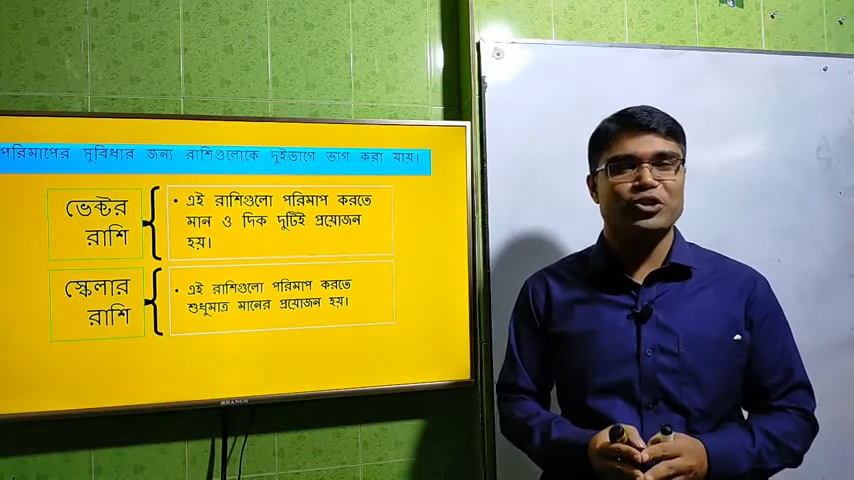 পরিমাপের সুবিধার জন্য রাশিগুলোকে দুইভাগে ভাগ করা যায়।
ভেক্টর
রাশি
• এই রাশিগুলো পরিমাপ করতে
মান ও দিক দুটিই প্রয়োজন
হয়।
স্কেলার
রাশি
• এই রাশিগুলো পরিমাপ করতে
শুধুমাত্র মানের প্রয়োজন হয়।